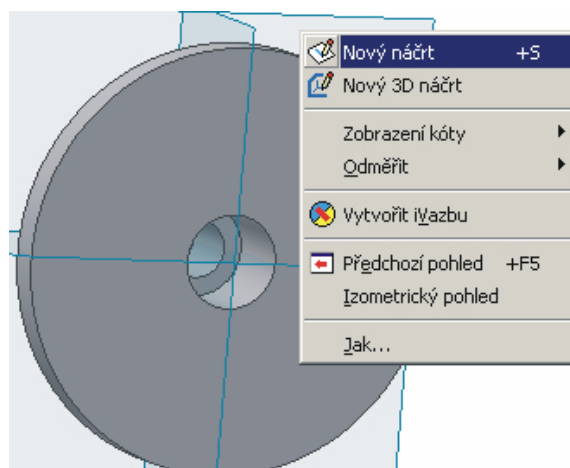 Nový náčrt +S
Nový 3D náčrt
Zobrazení kóty
Odměřit
Vytvořit iVazbu
Předchozí pohled +F5
Izometrický pohled
Jak...